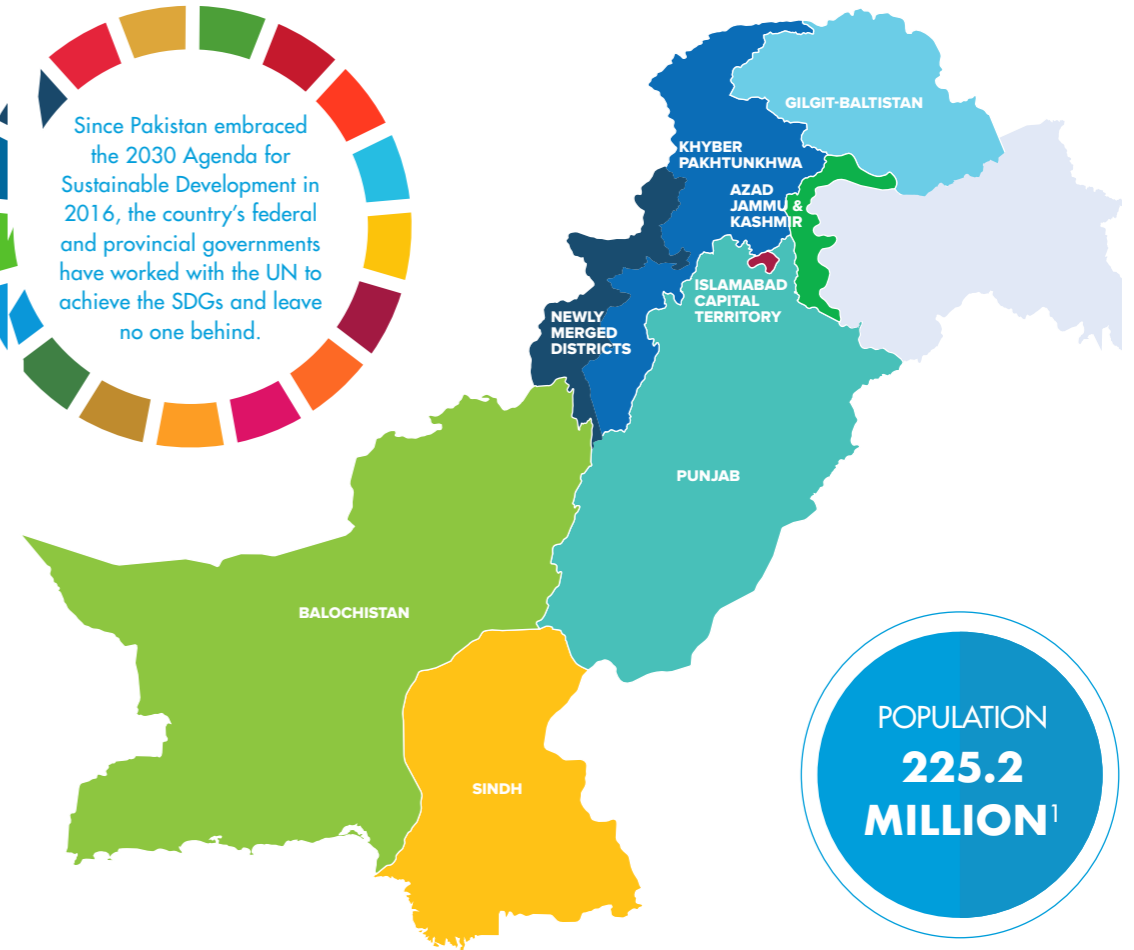 Since Pakistan embraced
the 2030 Agenda for
Sustainable Development in
2016, the country's federal
and provincial governments
have worked with the UN to
achieve the SDGs and leave
no one behind.
GILGIT-BALTISTAN
KHYBER
PAKHTUNKHWA
AZAD
JAMMU &
KASHMIR
ISLAMABAD
CAPITAL
TERRITORY
NEWLY
MERGED
DISTRICTS
PUNJAB
BALOCHISTAN
SINDH
POPULATION
225.2
MILLION¹